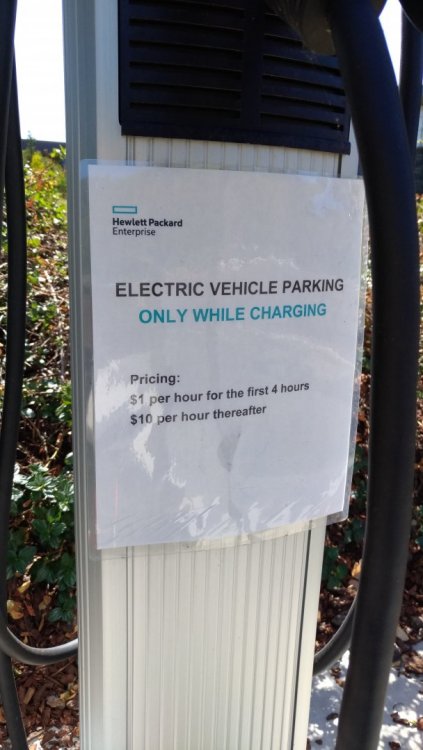 Hewlett Packard
Enterprise
ELECTRIC VEHICLE PARKING
ONLY WHILE CHARGING
Pricing:
$1 per hour for the first 4 hours
$10 per hour thereafter